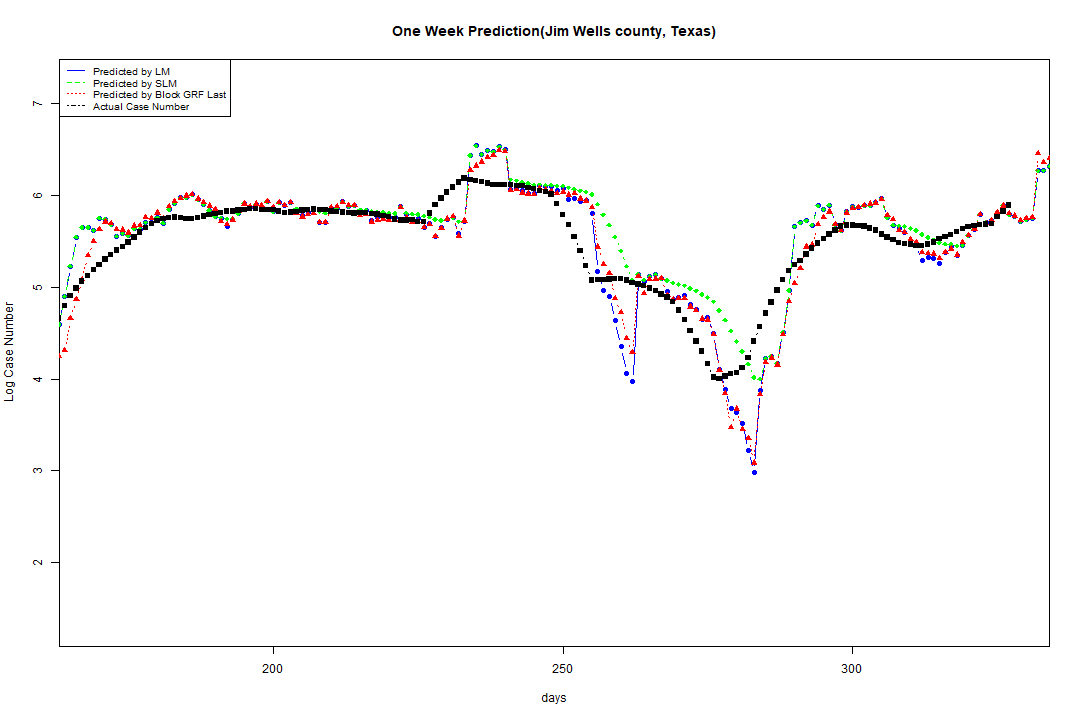 One Week Prediction(Jim Wells county, Texas)
Predicted by LM
Predicted by SLM
Predicted by Block GRF Last
Actual Case Number
7
6
5
4
3
2
Log Case Number
200 250 300
days